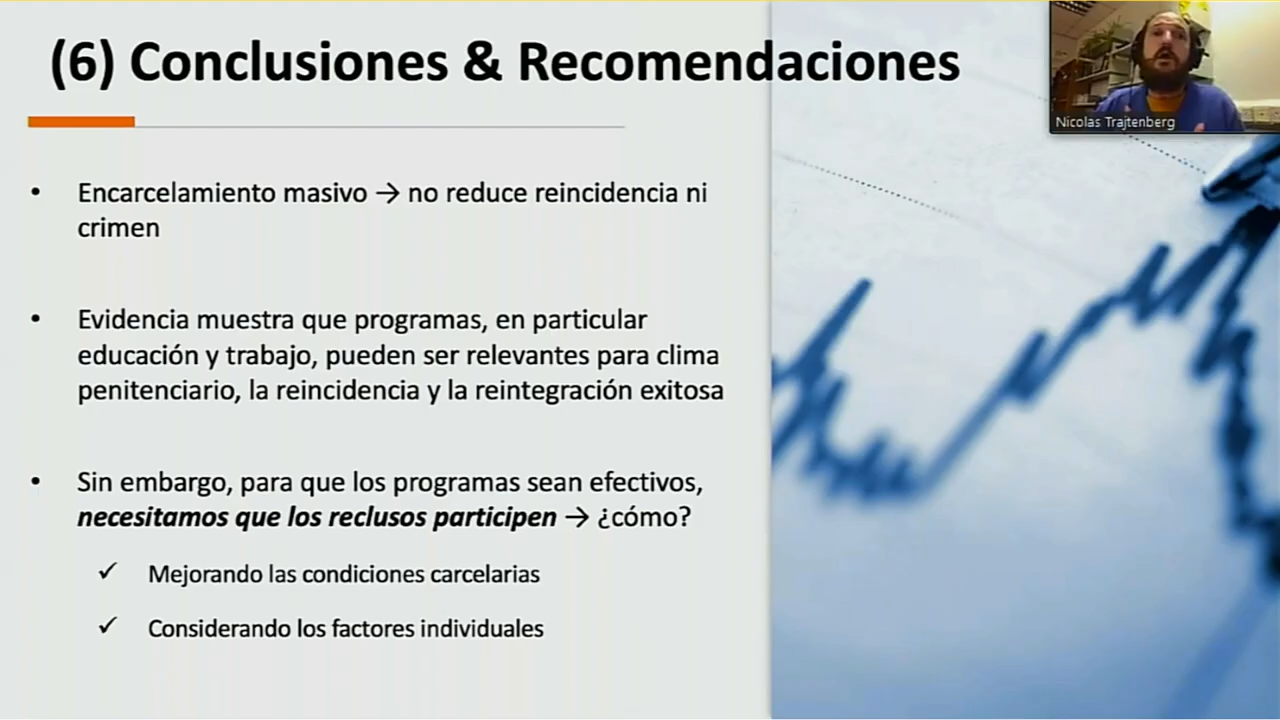 (6) Conclusiones & Recomendaciones
Nicolas Trajtenberg
• Encarcelamiento masivo → no reduce reincidencia ni
crimen
• Evidencia muestra que programas, en particular
educación y trabajo, pueden ser relevantes para clima
penitenciario, la reincidencia y la reintegración exitosa
• Sin embargo, para que los programas sean efectivos,
necesitamos que los reclusos participen → ¿cómo?
✓ Mejorando las condiciones carcelarias
✓ Considerando los factores individuales